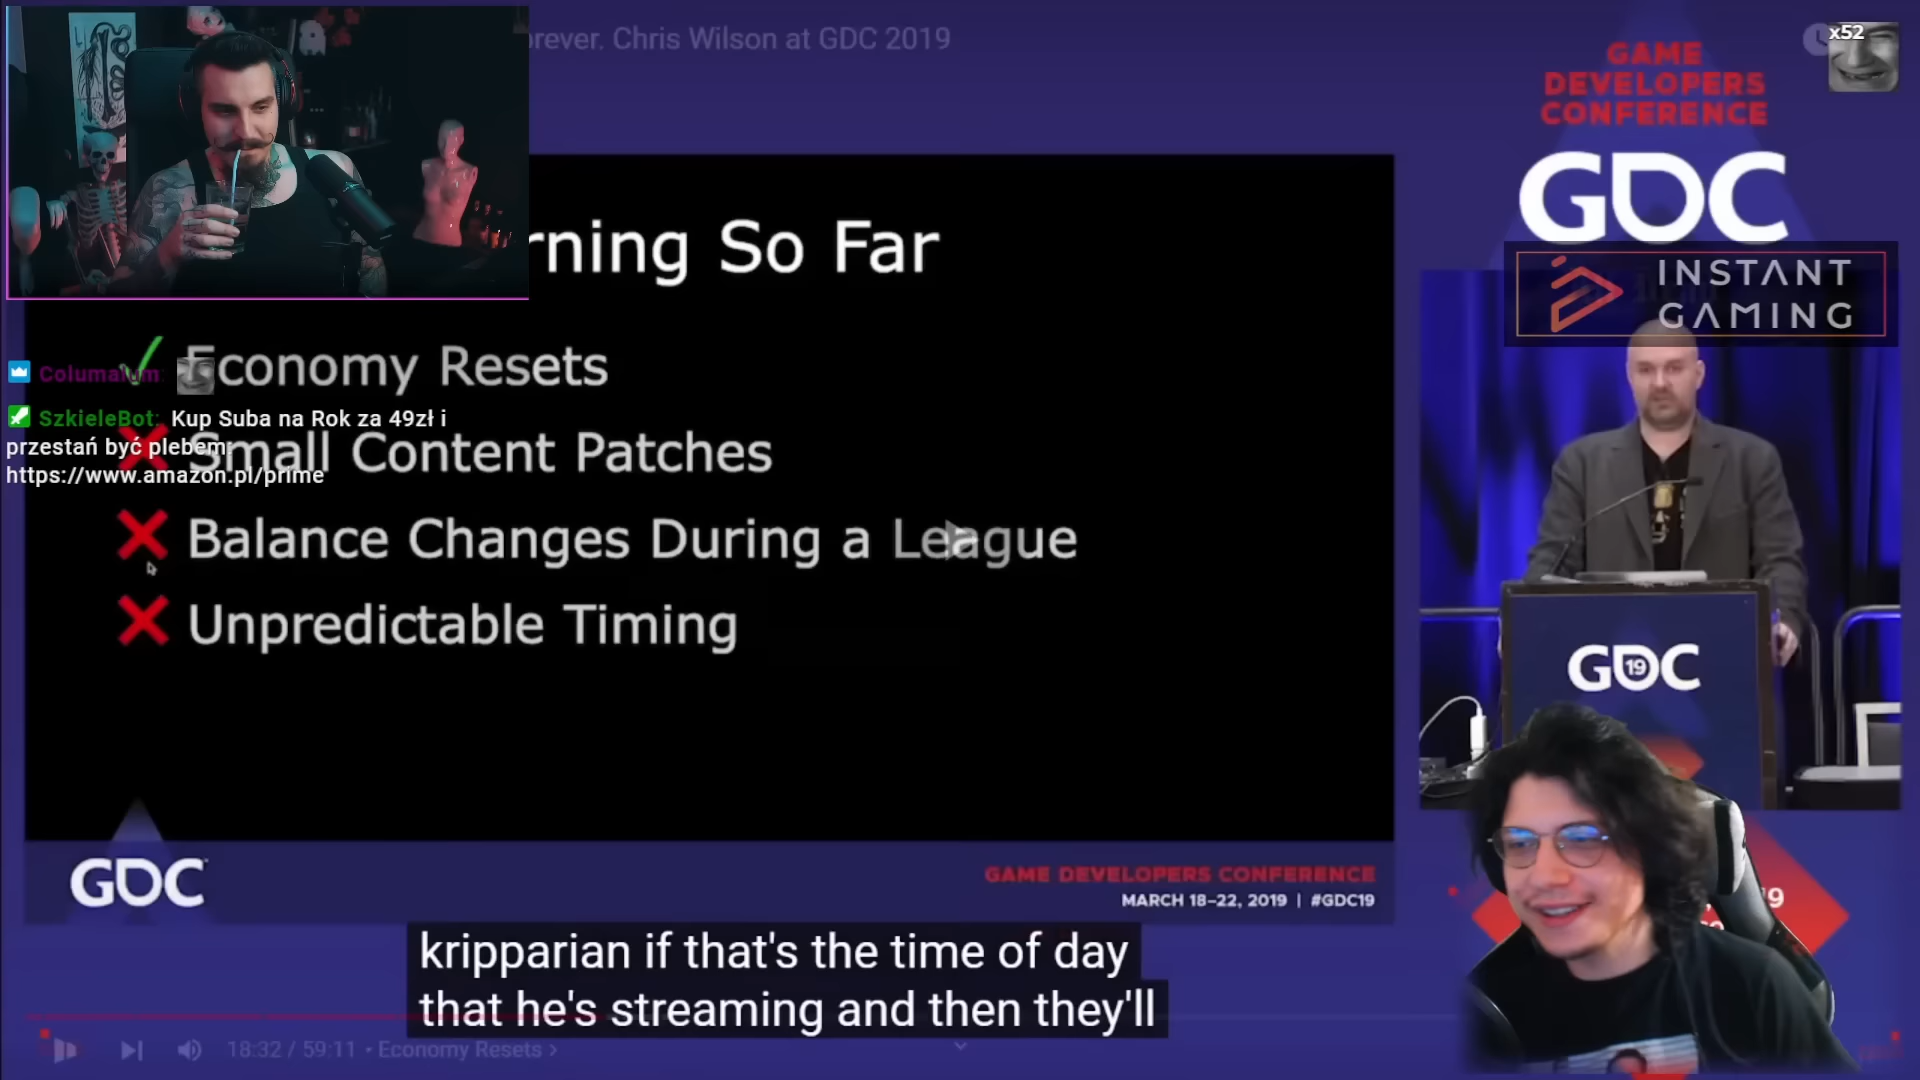 rever. Chris Wilson at GDC 2019
x52
GAME
DEVELOPERS
CONFERENCE
GDC
INSTANT
GAMING
rning So Far
Economy Resets
Columalum:
SzkieleBot: Kup Suba na Rok za 49zł i
przestań być plebem:
https://www.amazon.pl/prime
Small Content Patches
Balance Changes During a League
Unpredictable Timing
GDC 19
GDC
GAME DEVELOPERS CONFERENCE
MARCH 18–22, 2019 | #GDC19
kripparian if that's the time of day
that he's streaming and then they'll
18:32 / 59:11 • Economy Resets ›